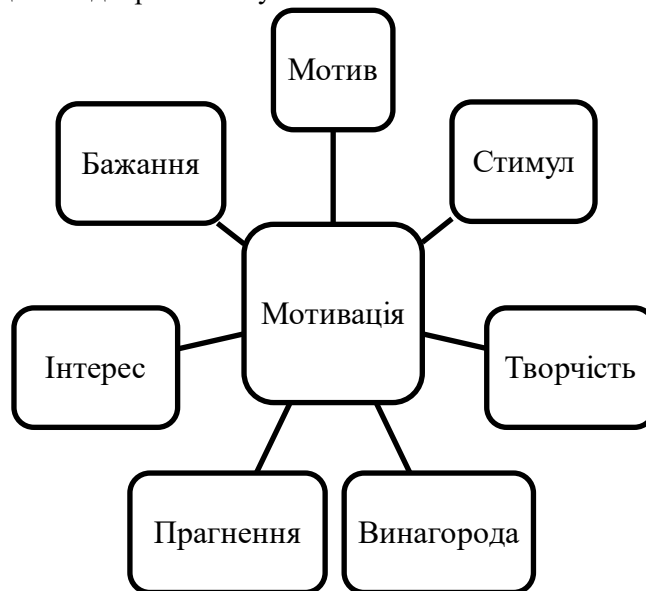 Мотив
Бажання
Стимул
Мотивація
Інтерес
Творчість
Прагнення
Винагорода